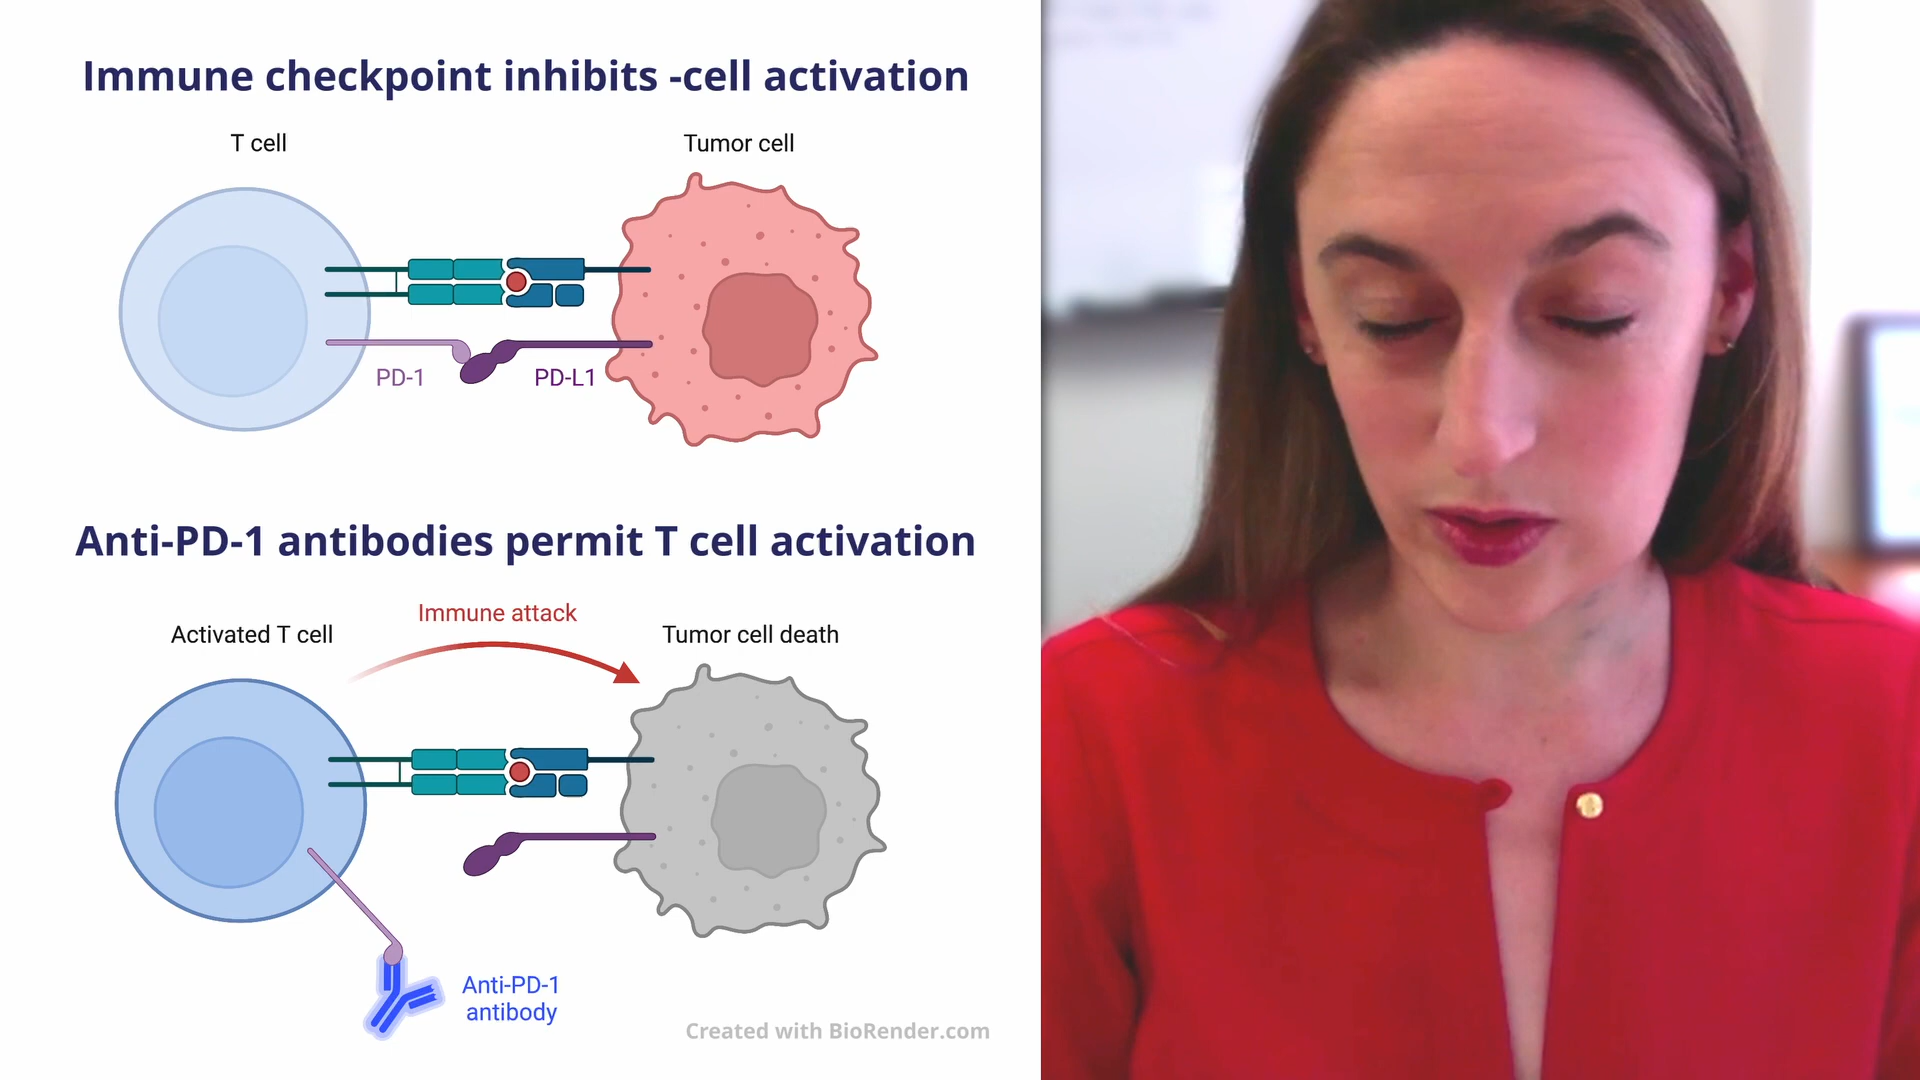 Immune checkpoint inhibits -cell activation
T cell
Tumor cell
PD-1
PD-L1
Anti-PD-1 antibodies permit T cell activation
Immune attack
Activated T cell
Tumor cell death
Anti-PD-1
antibody
Created with BioRender.com